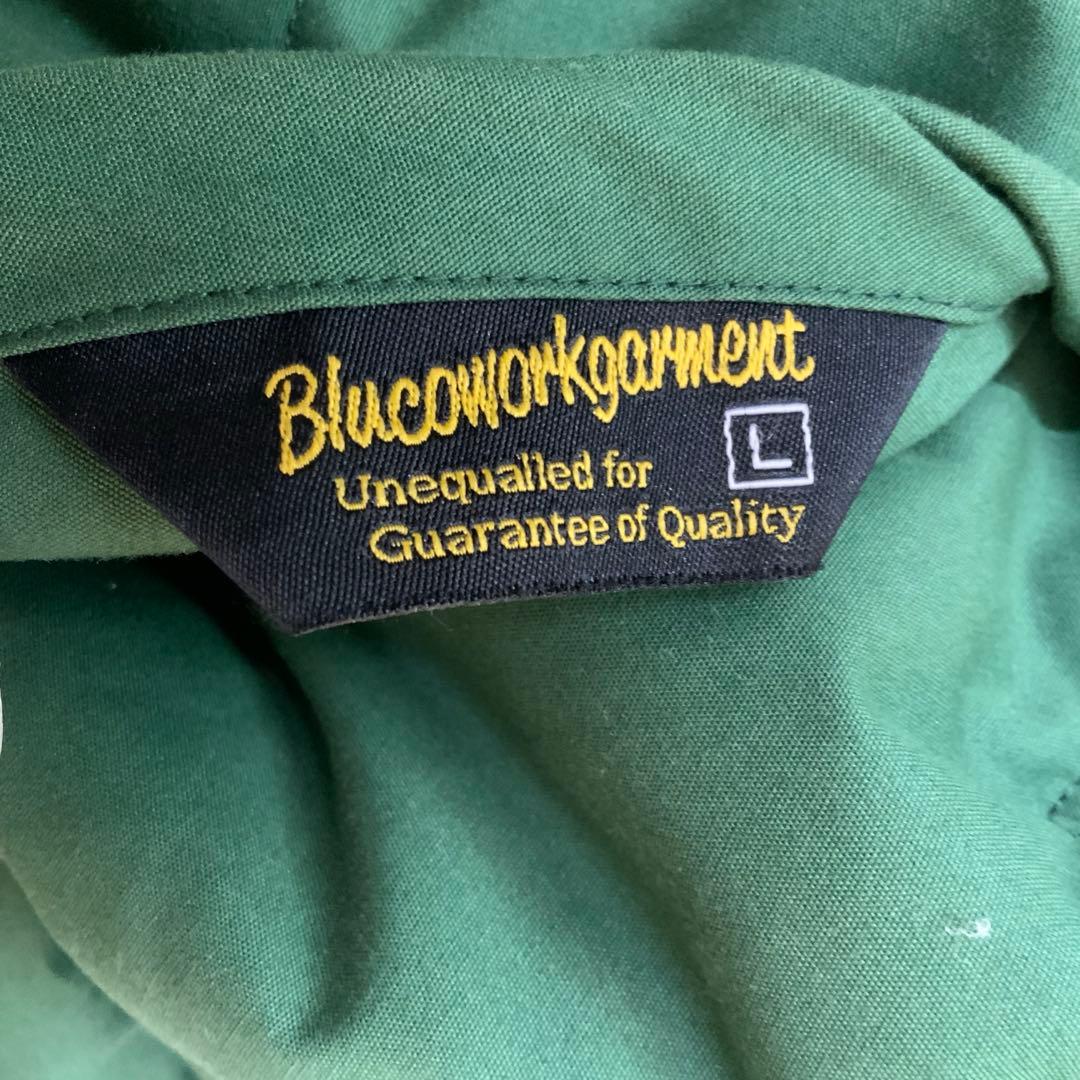 Blucoworkgarment
L
Unequalled for
Guarantee of Quality